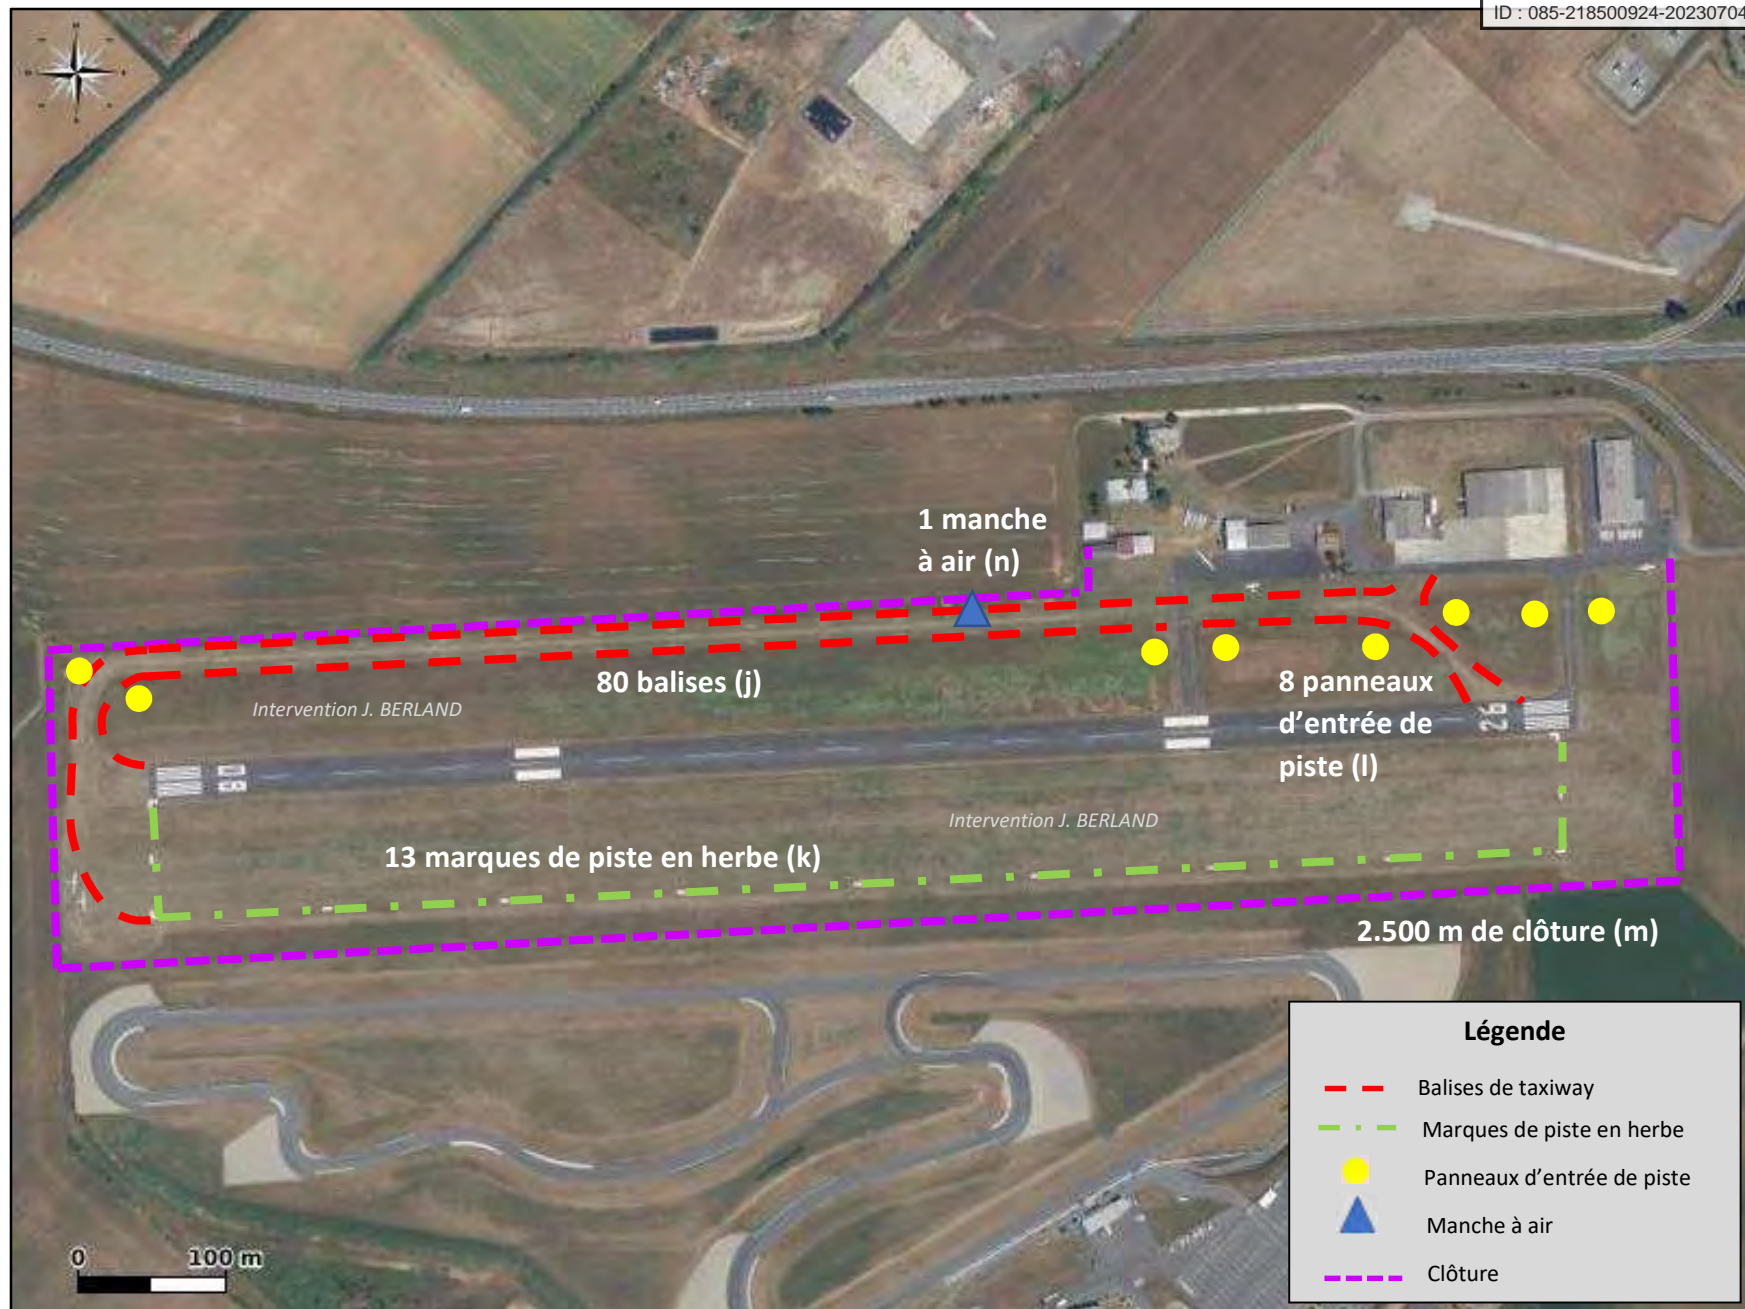 ID : 085-218500924-20230704
1 manche
à air (n)
80 balises (j)
Intervention J. BERLAND
8 panneaux
d’entrée de
piste (l)
26
08
Intervention J. BERLAND
13 marques de piste en herbe (k)
2.500 m de clôture (m)
Légende
Balises de taxiway
Marques de piste en herbe
Panneaux d’entrée de piste
Manche à air
Clôture
0 100 m